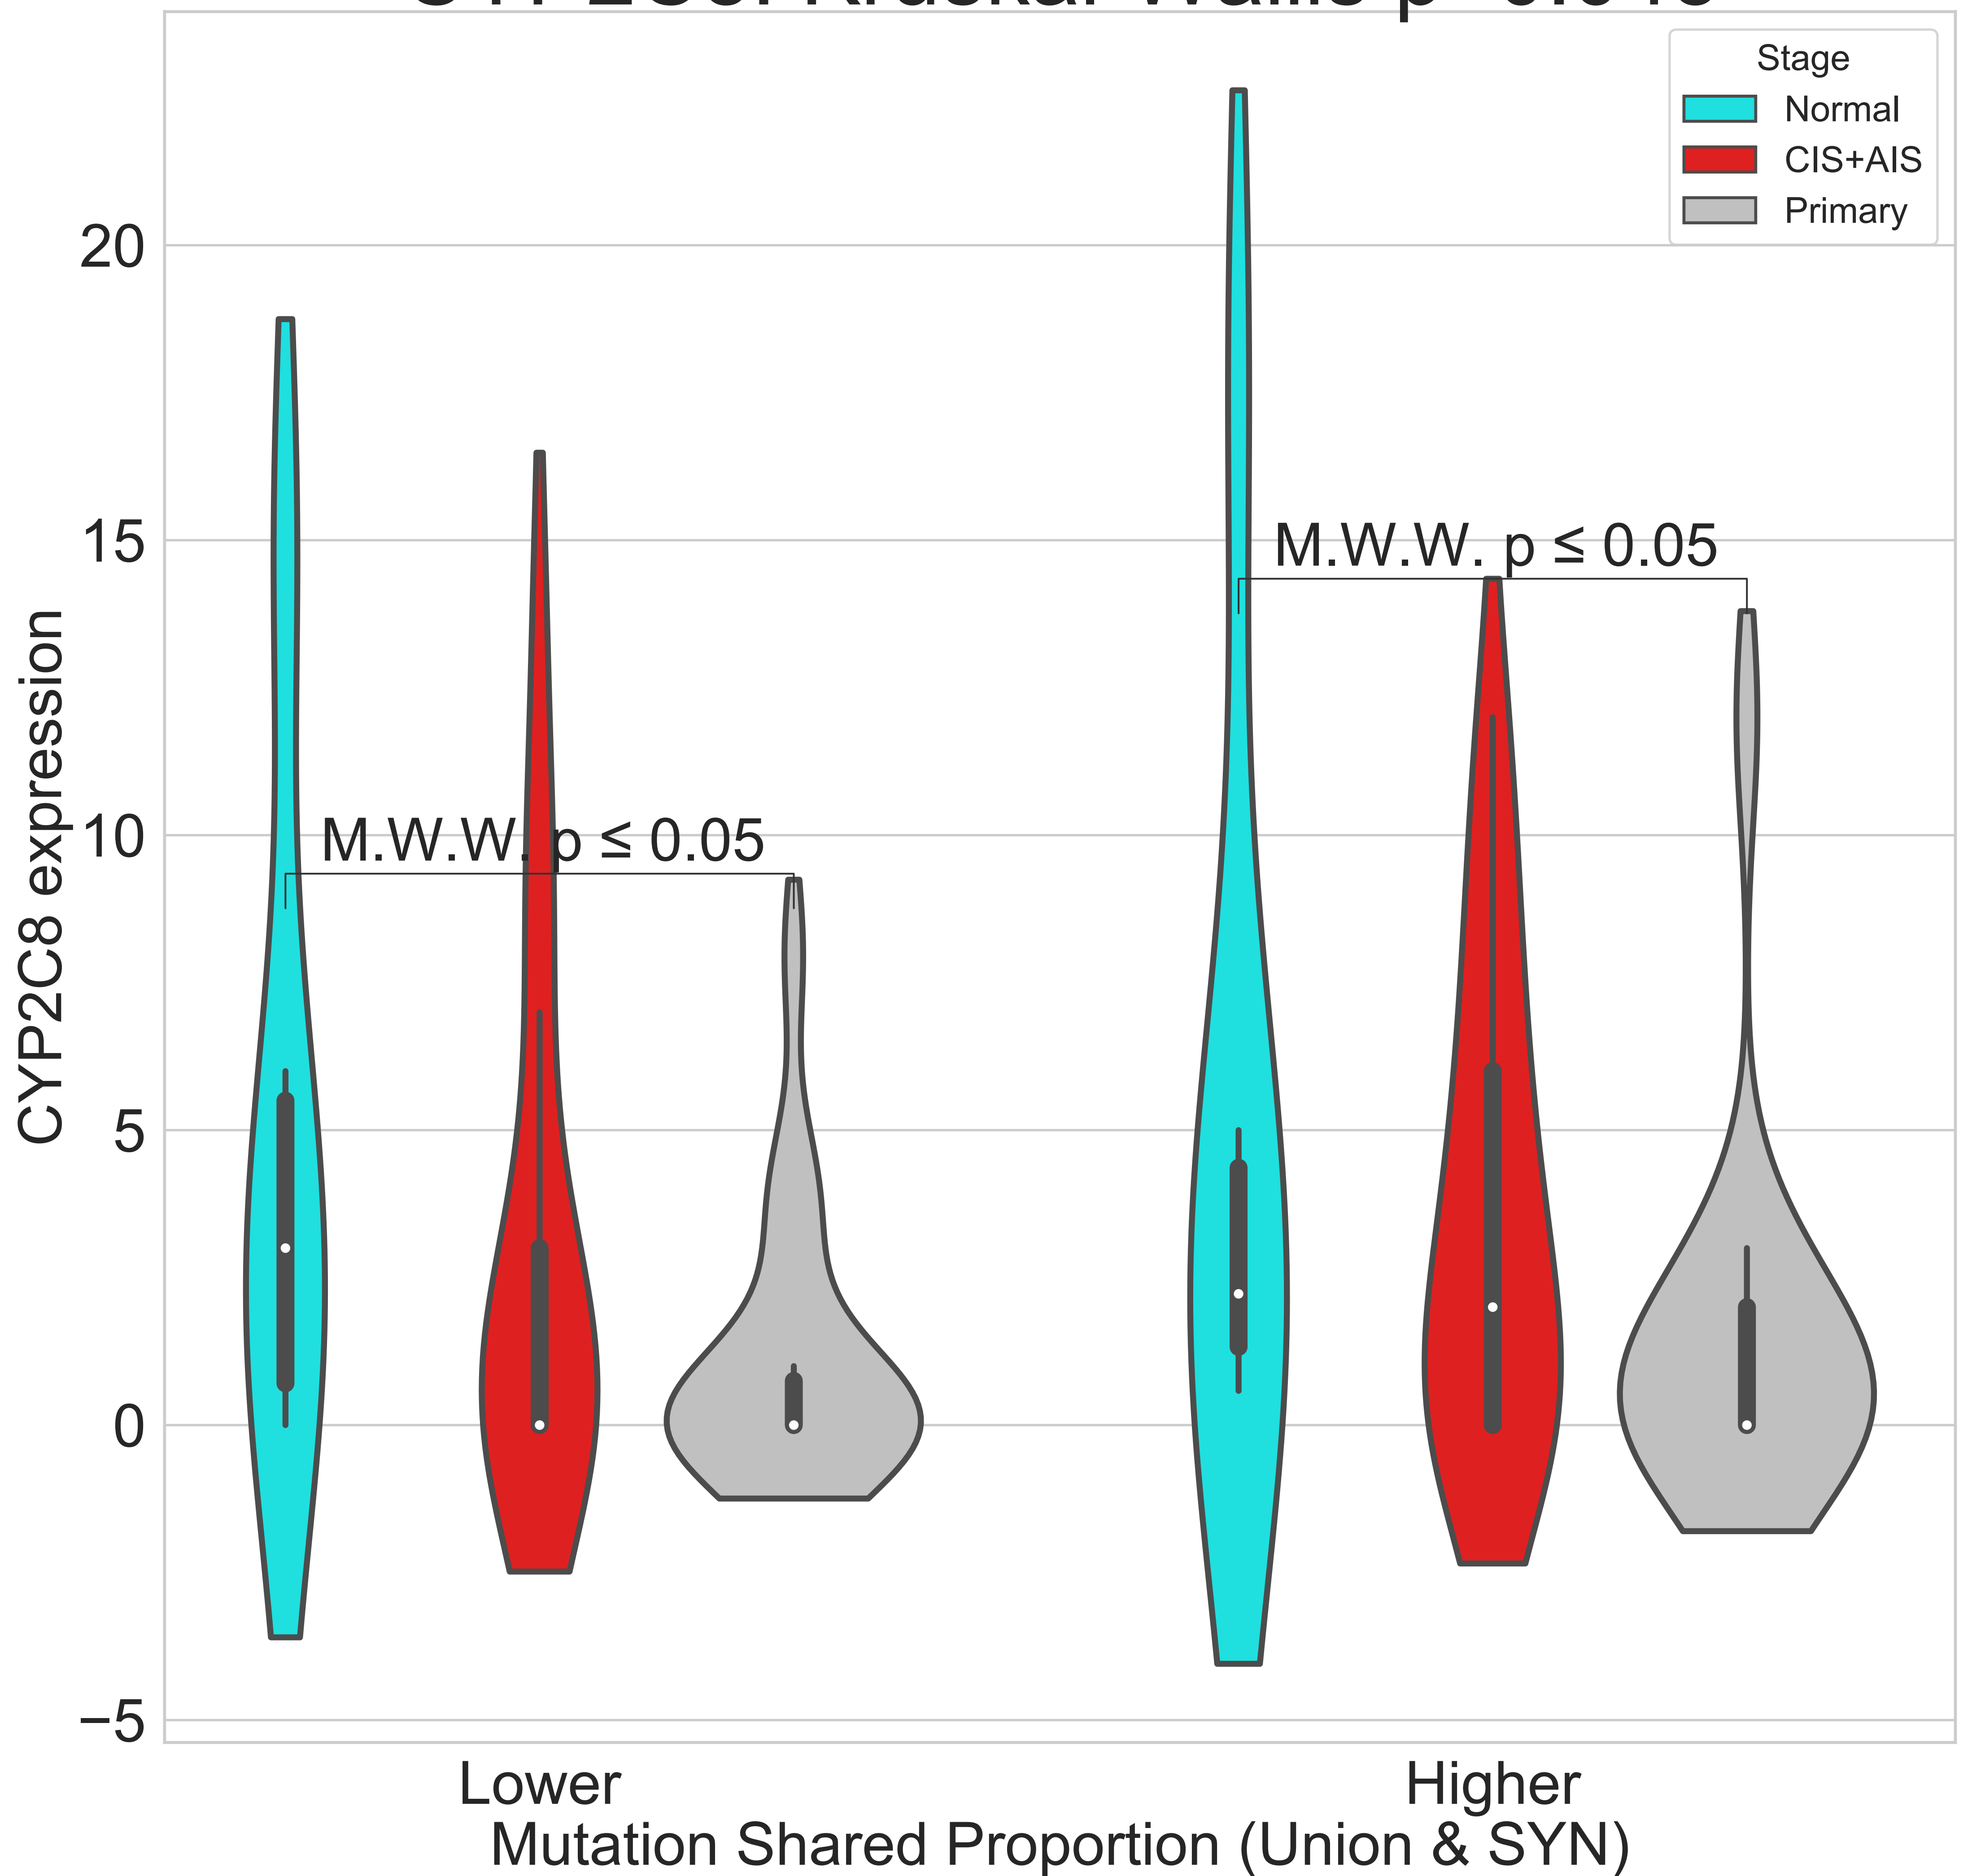 Stage
Normal
CIS+AIS
Primary
20
15
10
5
0
−5
CYP2C8 expression
M.W.W. p ≤ 0.05
M.W.W. p ≤ 0.05
Lower
Higher
Mutation Shared Proportion (Union & SYN)